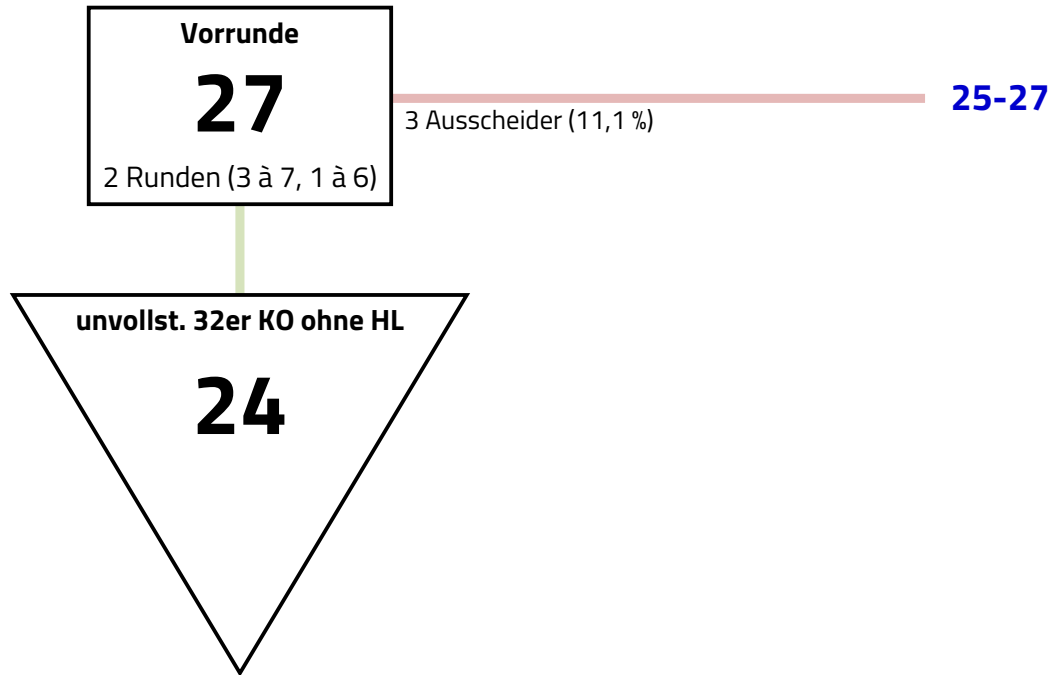 Vorrunde
27
2 Runden (3 à 7, 1 à 6)
3 Ausscheider (11,1 %)
25-27
unvollst. 32er KO ohne HL
24